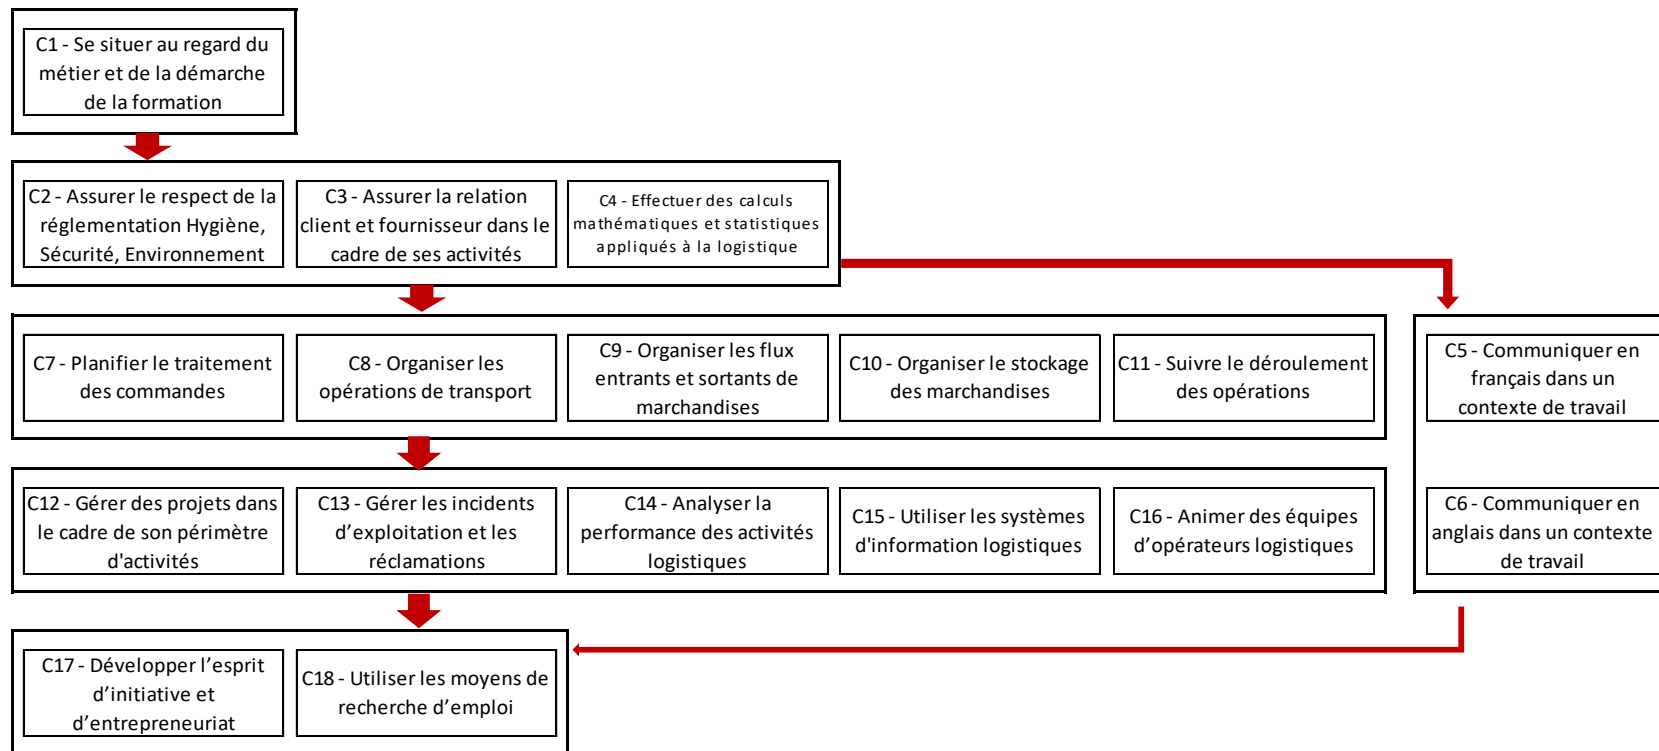 C1 - Se situer au regard du
métier et de la démarche
de la formation
C2 - Assurer le respect de la
réglementation Hygiène,
Sécurité, Environnement
C3 - Assurer la relation
client et fournisseur dans le
cadre de ses activités
C4 - Effectuer des calculs
mathématiques et statistiques
appliqués à la logistique
C7 - Planifier le traitement
des commandes
C8 - Organiser les
opérations de transport
C9 - Organiser les flux
entrants et sortants de
marchandises
C10 - Organiser le stockage
des marchandises
C11 - Suivre le déroulement
des opérations
C5 - Communiquer en
français dans un
contexte de travail
C12 - Gérer des projets dans
le cadre de son périmètre
d'activités
C13 - Gérer les incidents
d’exploitation et les
réclamations
C14 - Analyser la
performance des activités
logistiques
C15 - Utiliser les systèmes
d'information logistiques
C16 - Animer des équipes
d’opérateurs logistiques
C6 - Communiquer en
anglais dans un contexte
de travail
C17 - Développer l’esprit
d’initiative et
d’entrepreneuriat
C18 - Utiliser les moyens de
recherche d’emploi